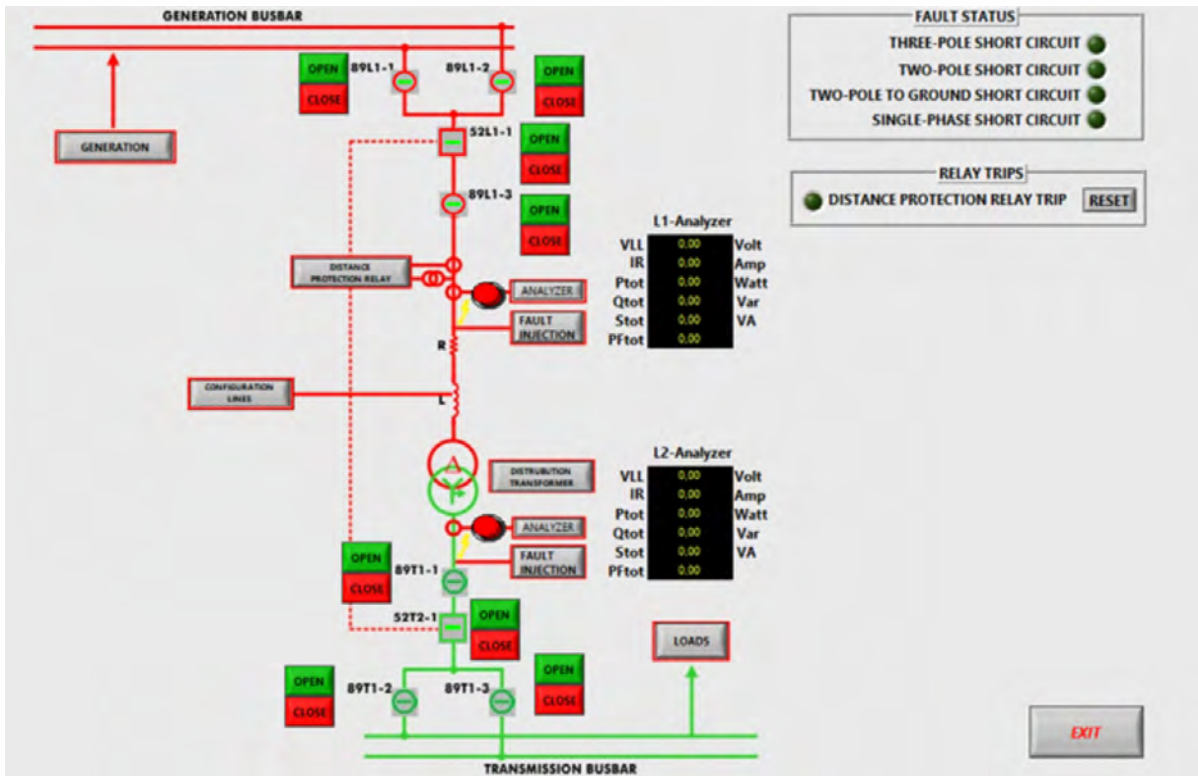 GENERATION BUSBAR
OPEN
CLOSE
89L1-1
89L1-2
OPEN
CLOSE
GENERATION
52L1-1
OPEN
CLOSE
89L1-3
OPEN
CLOSE
DISTANCE
PROTECTION RELAY
ANALYZER
FAULT
INJECTION
R
CONFIGURATION
LINES
L
Δ
DISTRUBUTION
TRANSFORMER
ANALYZER
FAULT
INJECTION
OPEN
CLOSE
89T1-1
52T2-1
OPEN
CLOSE
OPEN
CLOSE
89T1-2
89T1-3
OPEN
CLOSE
TRANSMISSION BUSBAR
LOADS
FAULT STATUS
THREE-POLE SHORT CIRCUIT
TWO-POLE SHORT CIRCUIT
TWO-POLE TO GROUND SHORT CIRCUIT
SINGLE-PHASE SHORT CIRCUIT
RELAY TRIPS
DISTANCE PROTECTION RELAY TRIP RESET
L1-Analyzer
VLL 0,00 Volt
IR 0,00 Amp
Ptot 0,00 Watt
Qtot 0,00 Var
Stot 0,00 VA
PFtot 0,00
L2-Analyzer
VLL 0,00 Volt
IR 0,00 Amp
Ptot 0,00 Watt
Qtot 0,00 Var
Stot 0,00 VA
PFtot 0,00
EXIT